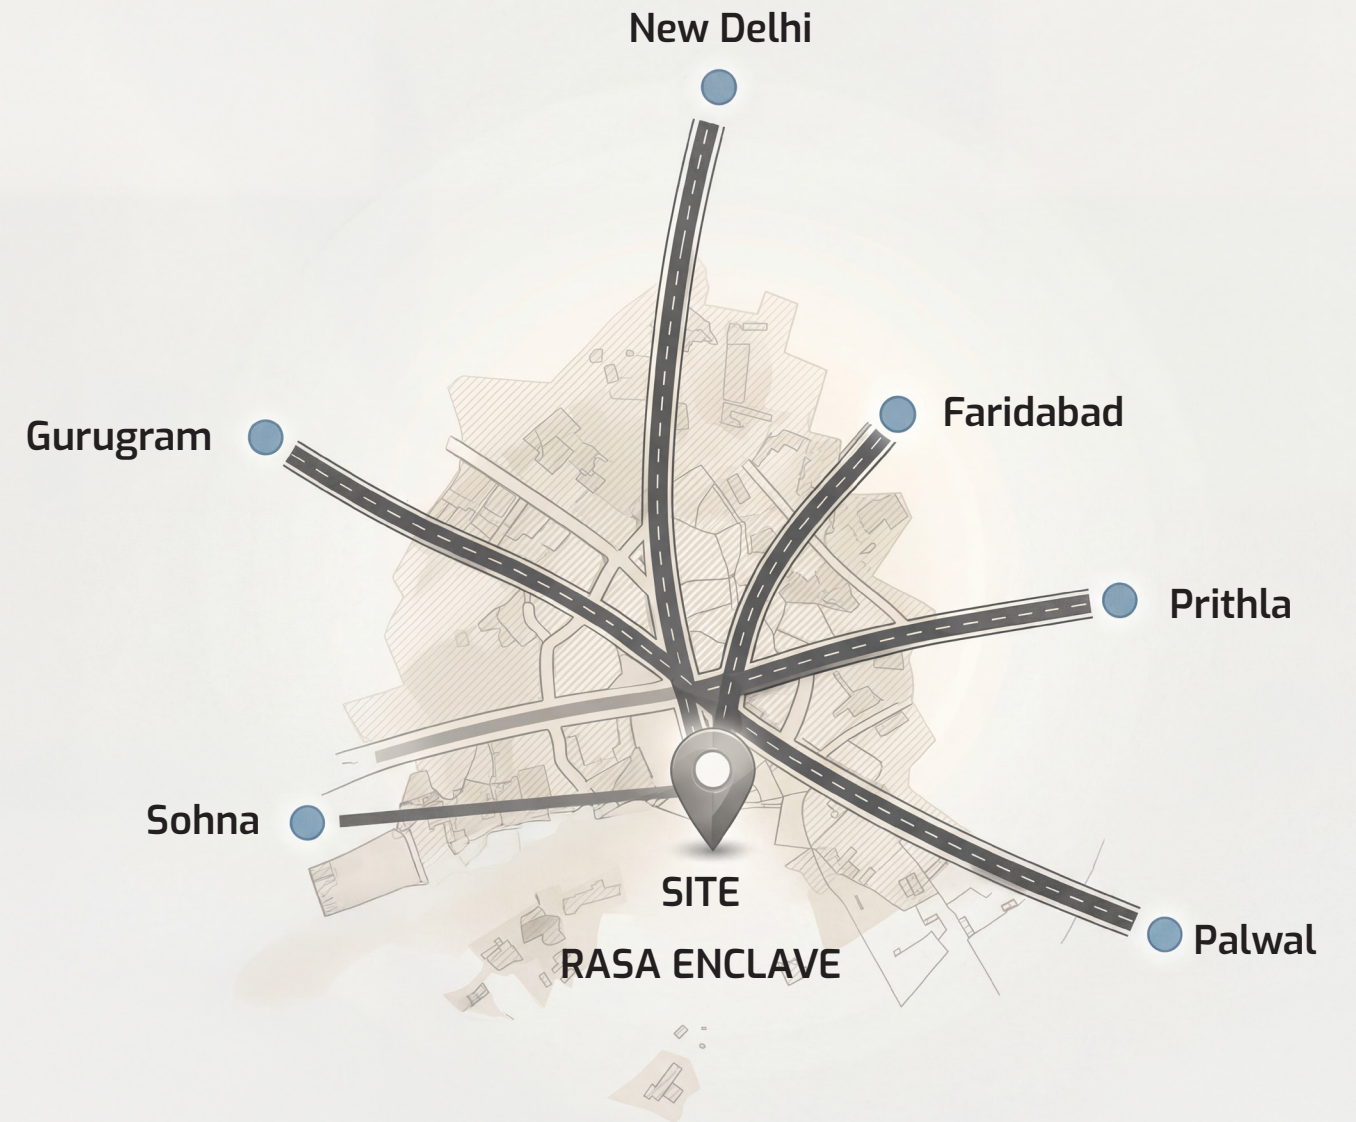 New Delhi
Faridabad
Gurugram
Prithla
Sohna
SITE
RASA ENCLAVE
Palwal